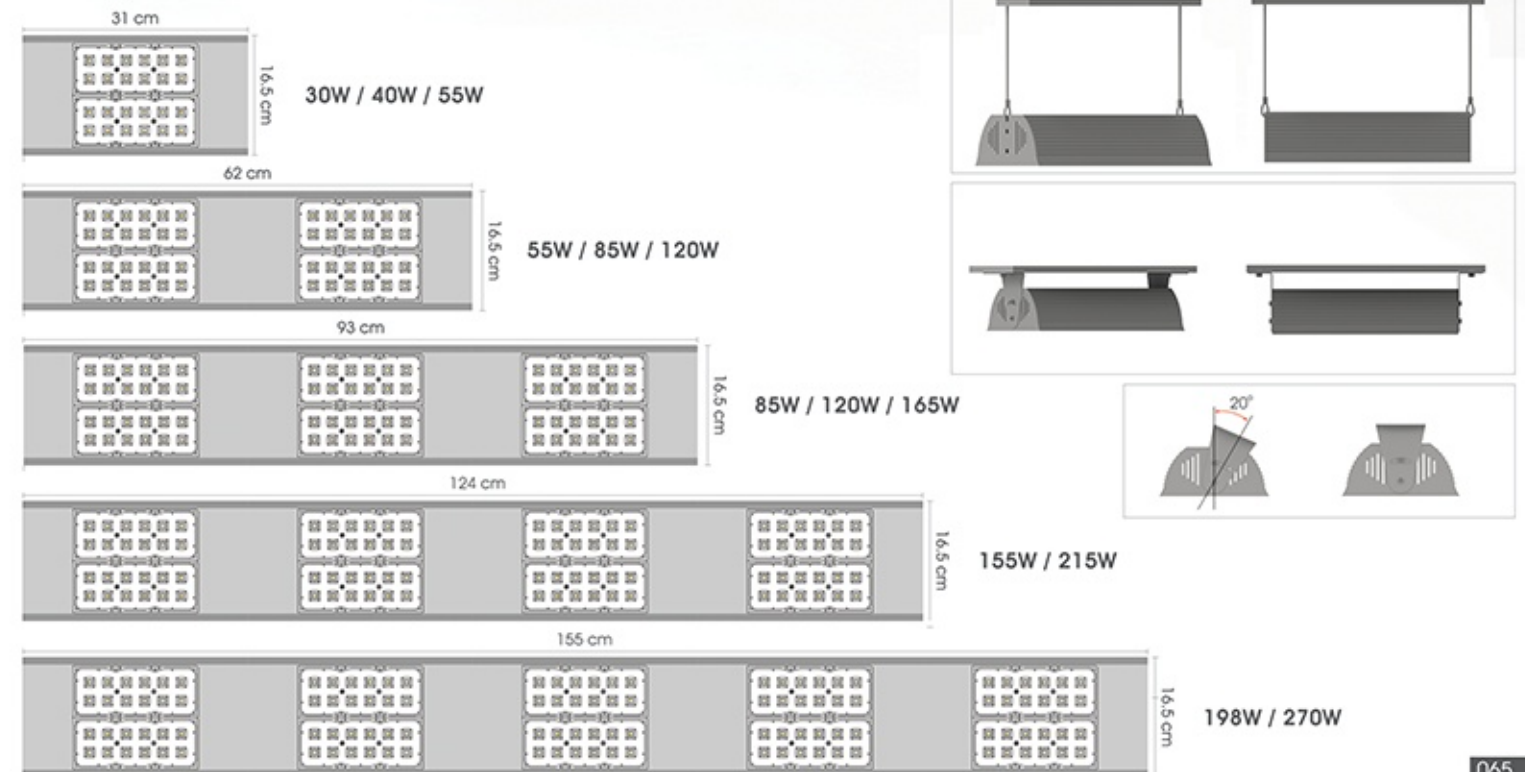 31 cm
16.5 cm
30W / 40W / 55W
62 cm
16.5 cm
55W / 85W / 120W
93 cm
16.5 cm
85W / 120W / 165W
20°
124 cm
16.5 cm
155W / 215W
155 cm
16.5 cm
198W / 270W
065